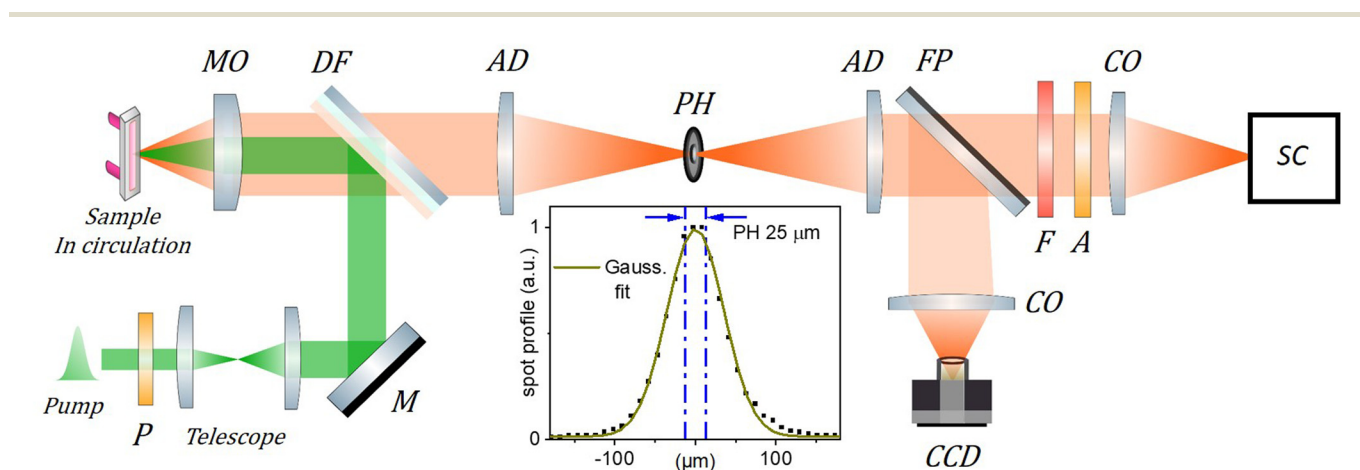 MO
DF
AD
PH
AD
FP
CO
SC
Sample
In circulation
F
A
CO
CCD
Pump
P
Telescope
M
1
PH 25 μm
Gauss.
fit
spot profile (a.u.)
0
-100
100
(μm)